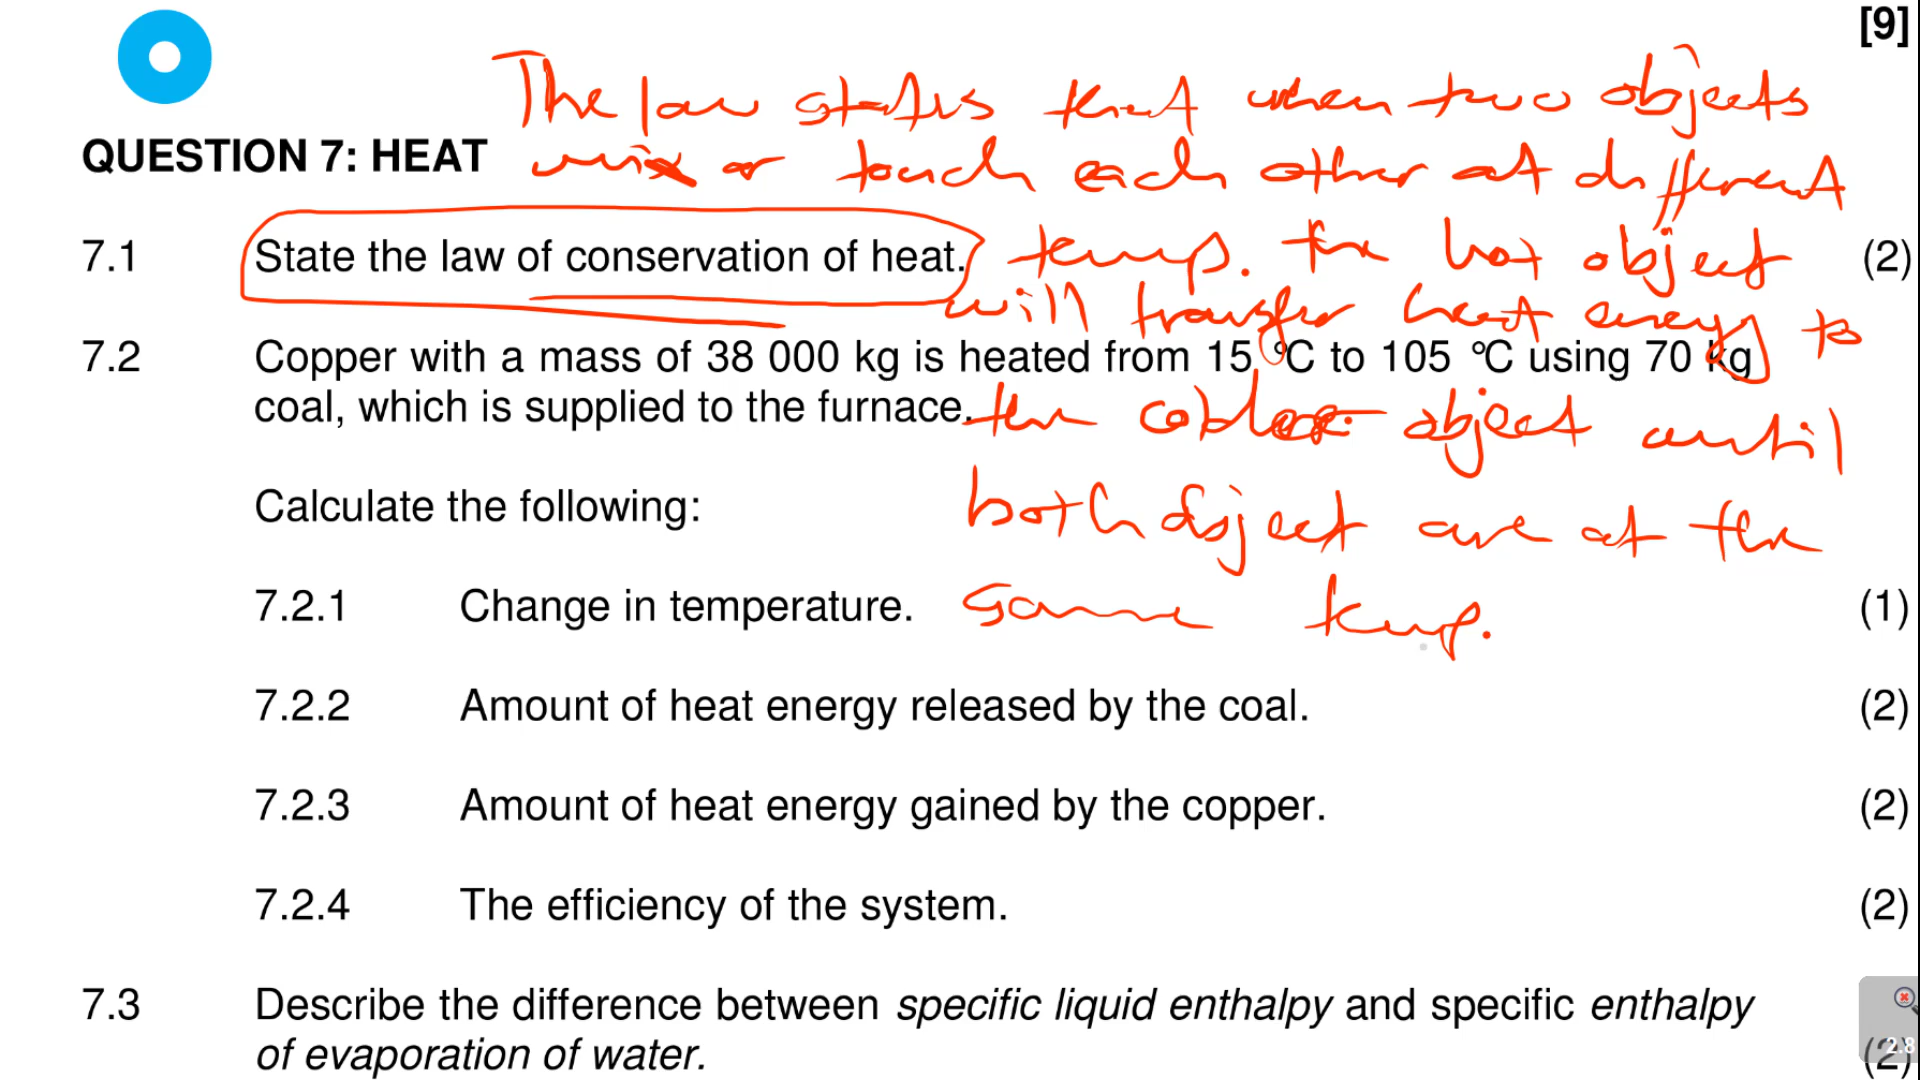 [9]
The law states that when two objects
QUESTION 7: HEAT mix or touch each other at different
7.1 State the law of conservation of heat. temp. the hot object (2)
will transfer heat energy to
7.2 Copper with a mass of 38 000 kg is heated from 15 °C to 105 °C using 70 kg
coal, which is supplied to the furnace. the colder object until
Calculate the following: both object are at the
7.2.1 Change in temperature. same temp. (1)
7.2.2 Amount of heat energy released by the coal. (2)
7.2.3 Amount of heat energy gained by the copper. (2)
7.2.4 The efficiency of the system. (2)
7.3 Describe the difference between specific liquid enthalpy and specific enthalpy
of evaporation of water. (2)
2.8